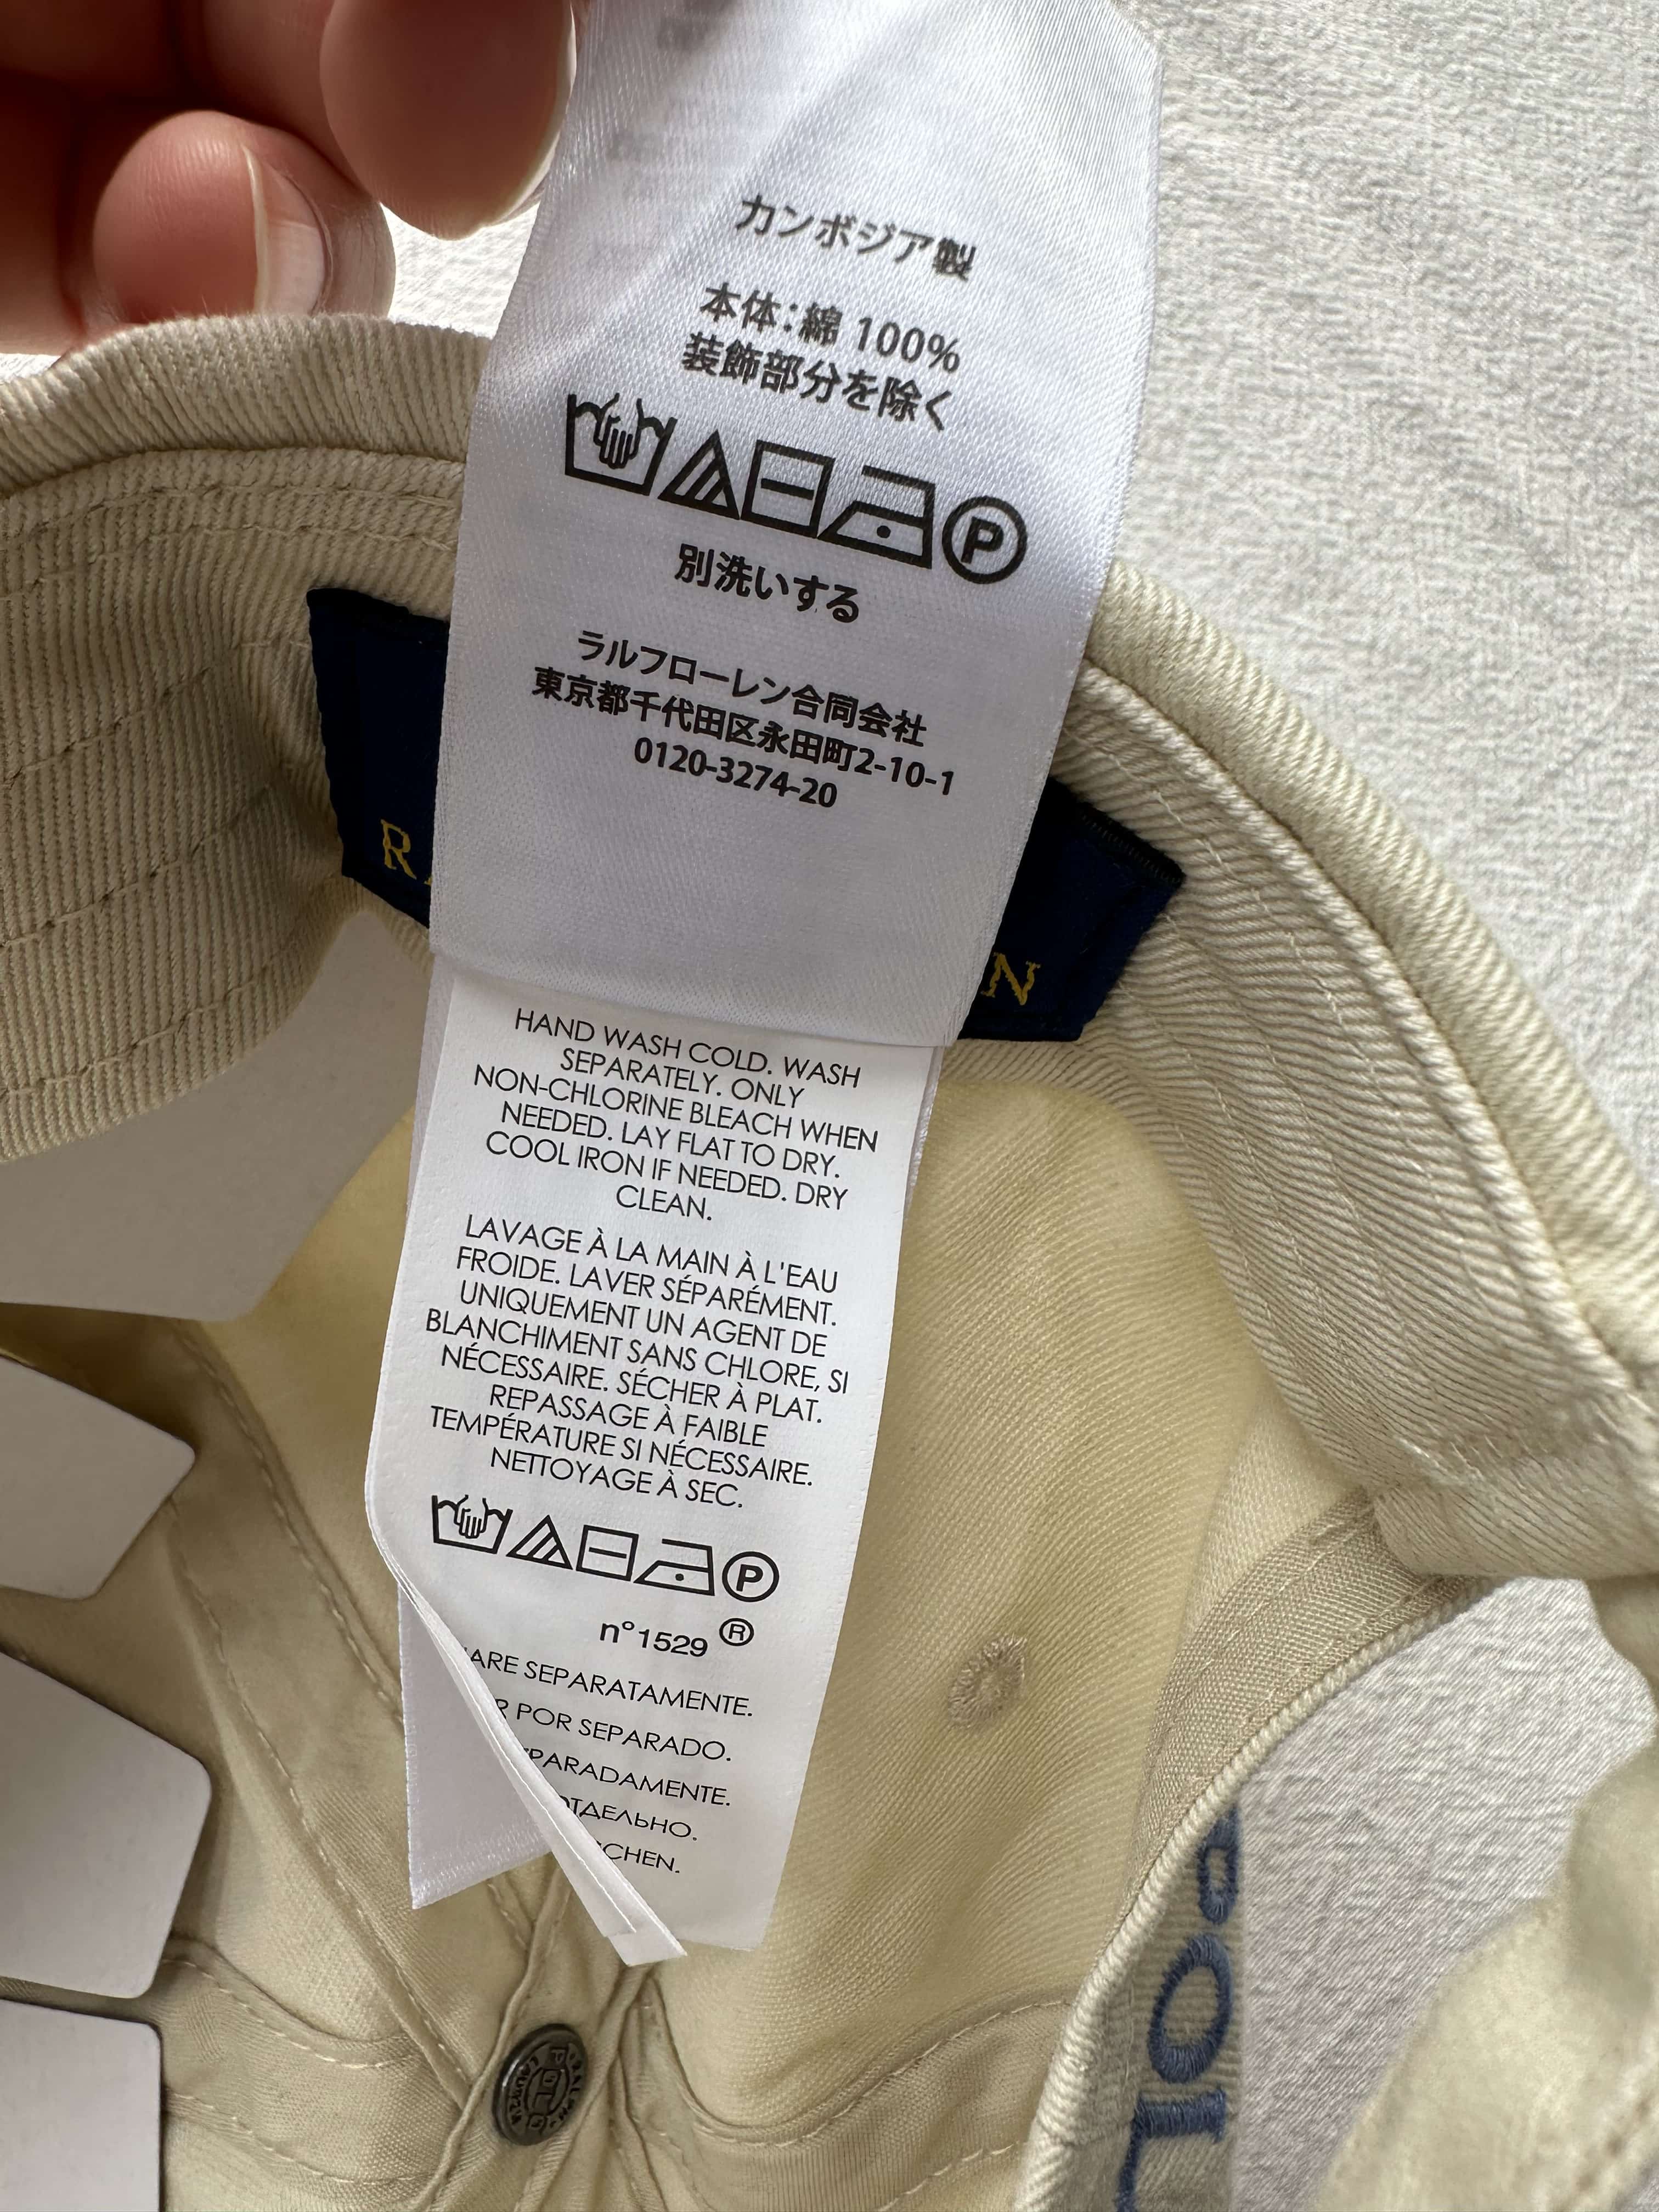 カンボジア製
本体：綿 100%
装飾部分を除く
P
別洗いする
ラルフローレン合同会社
東京都千代田区永田町2-10-1
0120-3274-20
HAND WASH COLD. WASH
SEPARATELY. ONLY
NON-CHLORINE BLEACH WHEN
NEEDED. LAY FLAT TO DRY.
COOL IRON IF NEEDED. DRY
CLEAN.
LAVAGE À LA MAIN À L'EAU
FROIDE. LAVER SÉPARÉMENT.
UNIQUEMENT UN AGENT DE
BLANCHIMENT SANS CHLORE, SI
NÉCESSAIRE. SÉCHER À PLAT.
REPASSAGE À FAIBLE
TEMPÉRATURE SI NÉCESSAIRE.
NETTOYAGE À SEC.
P
n°1529 ®
SEPARATAMENTE.
POR SEPARADO.
POLO